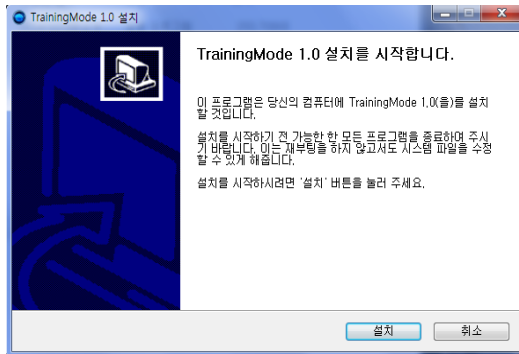 TrainingMode 1.0 설치
TrainingMode 1.0 설치를 시작합니다.
이 프로그램은 당신의 컴퓨터에 TrainingMode 1.0(을)를 설치
할 것입니다.
설치를 시작하기 전 가능한 한 모든 프로그램을 종료하여 주시
기 바랍니다. 이는 재부팅을 하지 않고서도 시스템 파일을 수정
할 수 있게 해줍니다.
설치를 시작하시려면 '설치' 버튼을 눌러 주세요.
설치
취소